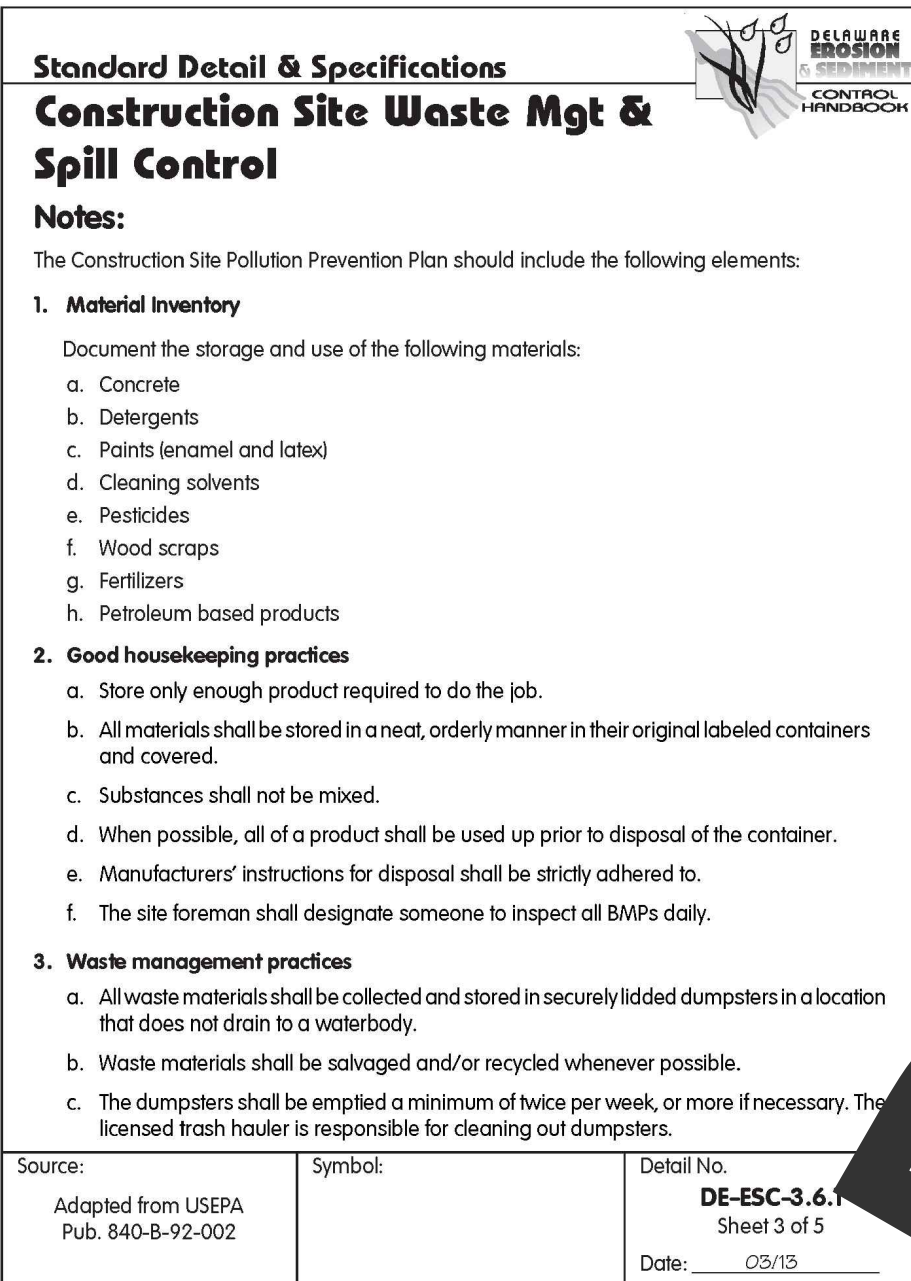 Standard Detail & Specifications
DELAWARE
EROSION
& SEDIMENT
CONTROL
HANDBOOK
Construction Site Waste Mgt &
Spill Control
Notes:
The Construction Site Pollution Prevention Plan should include the following elements:
1. Material Inventory
Document the storage and use of the following materials:
a. Concrete
b. Detergents
c. Paints (enamel and latex)
d. Cleaning solvents
e. Pesticides
f. Wood scraps
g. Fertilizers
h. Petroleum based products
2. Good housekeeping practices
a. Store only enough product required to do the job.
b. All materials shall be stored in a neat, orderly manner in their original labeled containers
and covered.
c. Substances shall not be mixed.
d. When possible, all of a product shall be used up prior to disposal of the container.
e. Manufacturers' instructions for disposal shall be strictly adhered to.
f. The site foreman shall designate someone to inspect all BMPs daily.
3. Waste management practices
a. All waste materials shall be collected and stored in securely lidded dumpsters in a location
that does not drain to a waterbody.
b. Waste materials shall be salvaged and/or recycled whenever possible.
c. The dumpsters shall be emptied a minimum of twice per week, or more if necessary. The
licensed trash hauler is responsible for cleaning out dumpsters.
Source:
Adapted from USEPA
Pub. 840-B-92-002
Symbol:
Detail No.
DE-ESC-3.6.1
Sheet 3 of 5
Date: 03/13